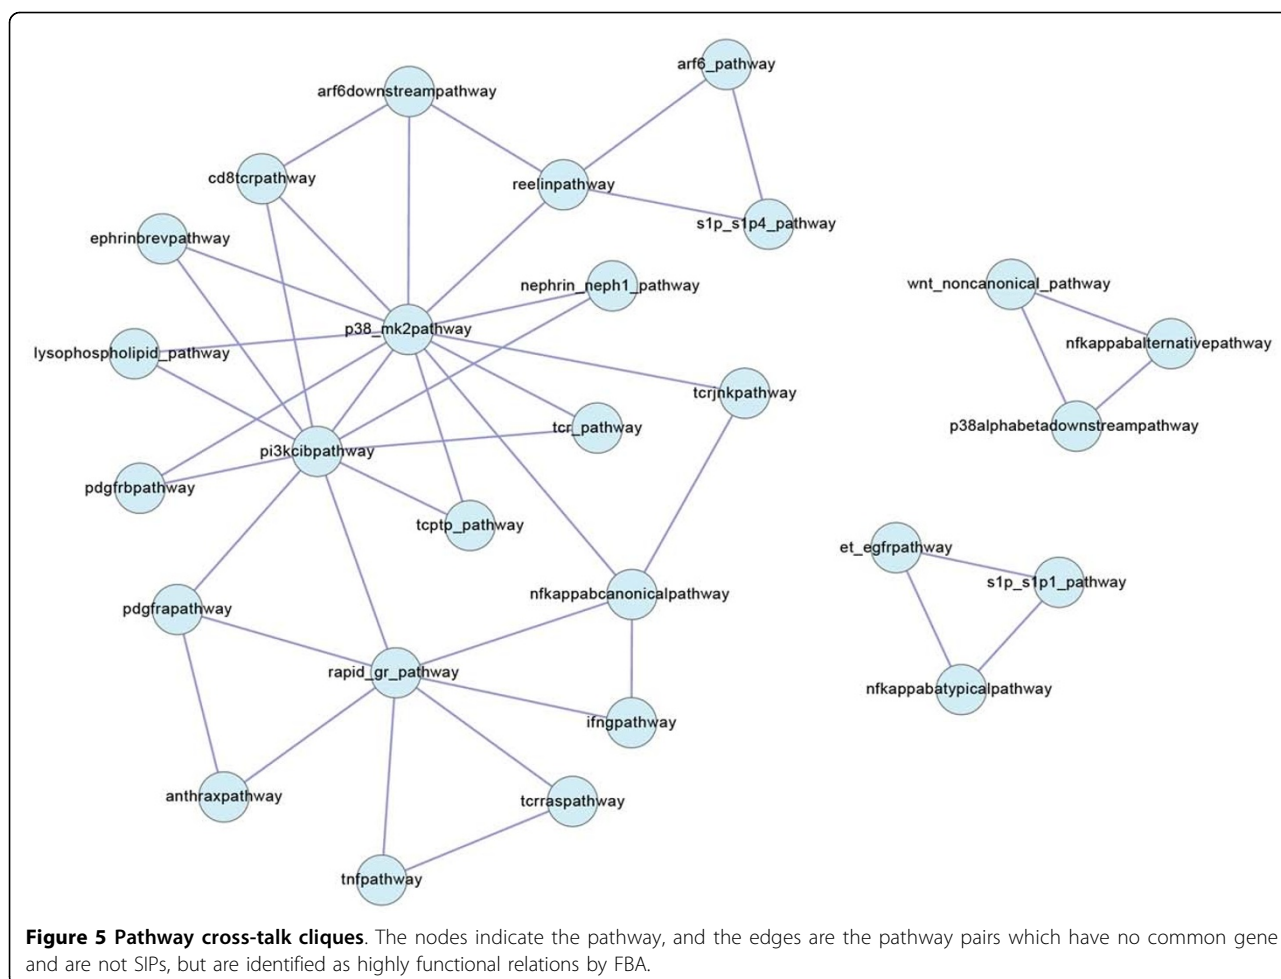 arf6_pathway
arf6downstreampathway
cd8tcrpathway
reelinpathway
s1p_s1p4_pathway
ephrinbrevpathway
nephrin_neph1_pathway
wnt_noncanonical_pathway
p38_mk2pathway
nfkappabalternativepathway
lysophospholipid_pathway
tcrjnkpathway
tcr_pathway
p38alphabetadownstreampathway
pi3kcibpathway
pdgfrbpathway
tcptp_pathway
et_egfrpathway
s1p_s1p1_pathway
nfkappabcanonicalpathway
pdgfrapathway
rapid_gr_pathway
nfkappabatypicalpathway
ifngpathway
anthraxpathway
tcrraspathway
tnfpathway
Figure 5 Pathway cross-talk cliques. The nodes indicate the pathway, and the edges are the pathway pairs which have no common gene
and are not SIPs, but are identified as highly functional relations by FBA.